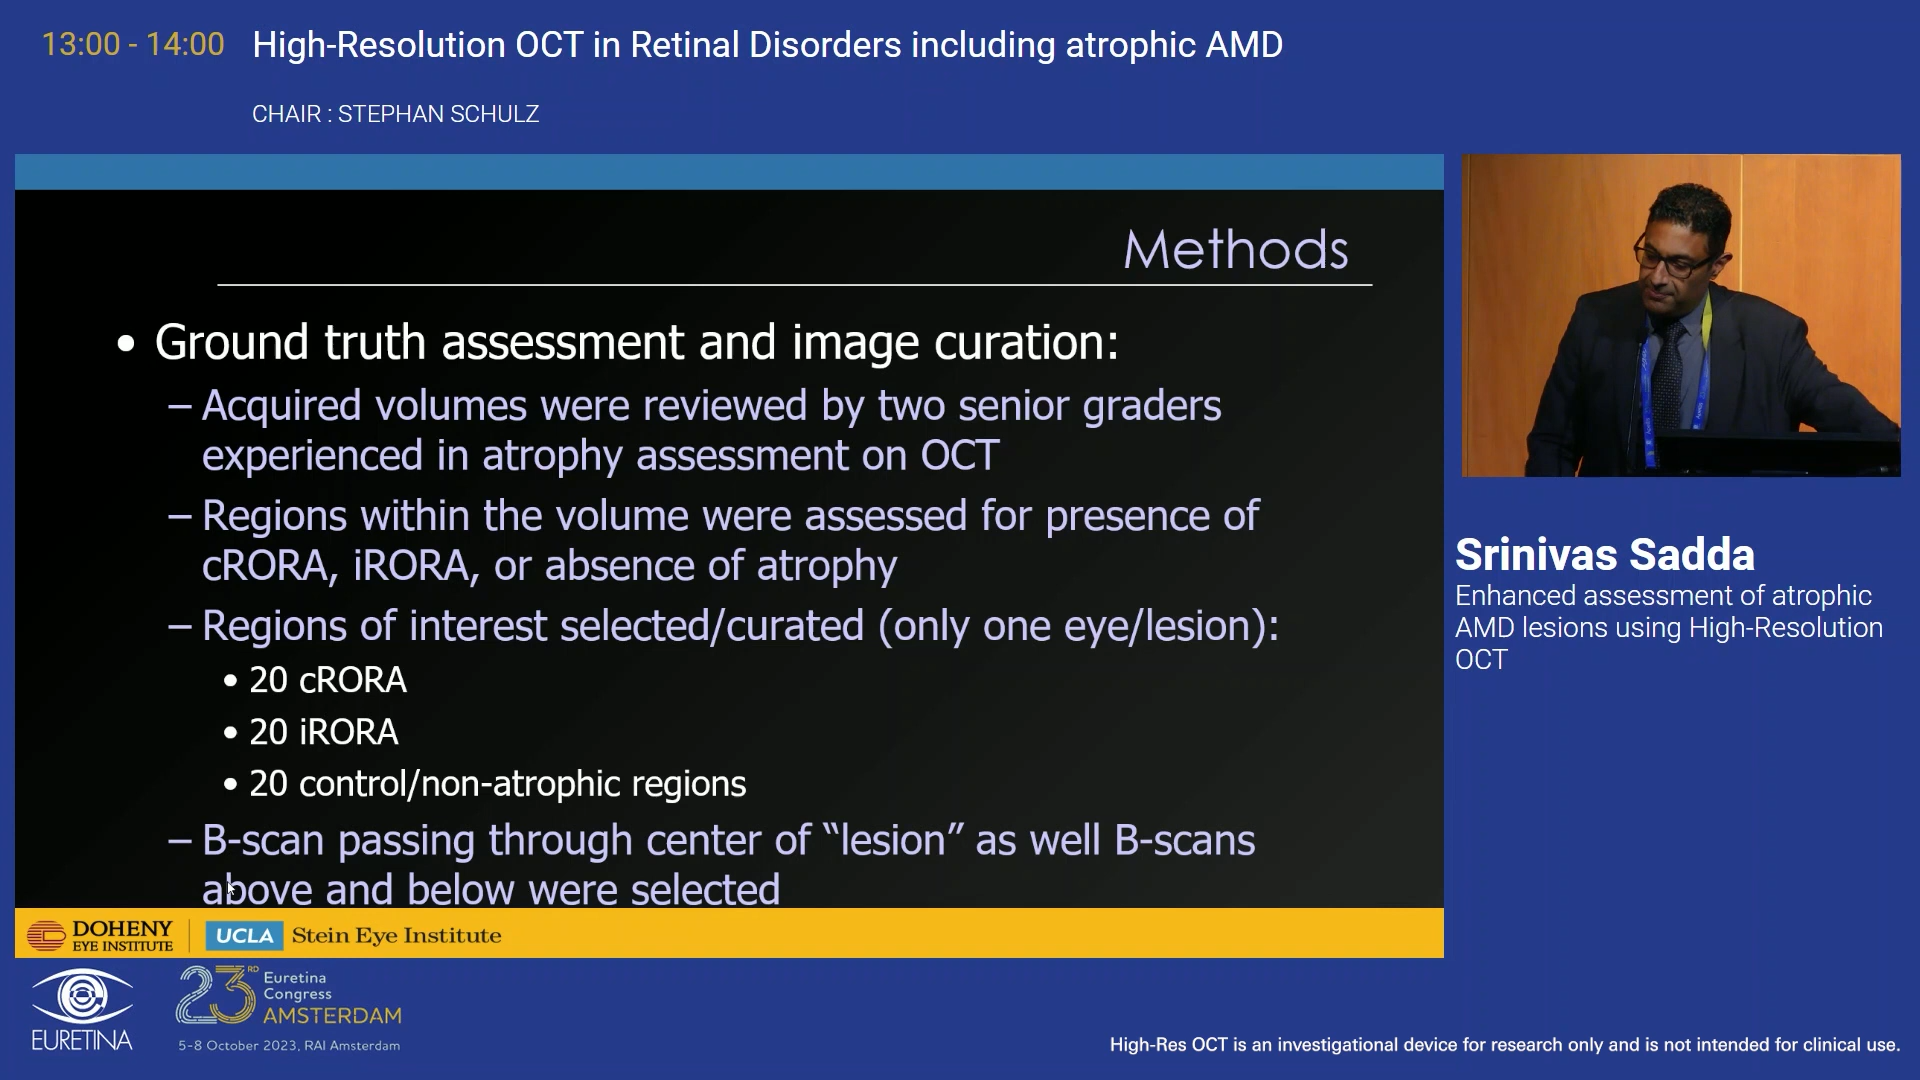 13:00 - 14:00 High-Resolution OCT in Retinal Disorders including atrophic AMD
CHAIR : STEPHAN SCHULZ
Methods
• Ground truth assessment and image curation:
– Acquired volumes were reviewed by two senior graders
experienced in atrophy assessment on OCT
– Regions within the volume were assessed for presence of
cRORA, iRORA, or absence of atrophy
– Regions of interest selected/curated (only one eye/lesion):
• 20 cRORA
• 20 iRORA
• 20 control/non-atrophic regions
– B-scan passing through center of “lesion” as well B-scans
above and below were selected
DOHENY
EYE INSTITUTE
UCLA Stein Eye Institute
Srinivas Sadda
Enhanced assessment of atrophic
AMD lesions using High-Resolution
OCT
EURETINA
23RD
Euretina
Congress
AMSTERDAM
5-8 October 2023, RAI Amsterdam
High-Res OCT is an investigational device for research only and is not intended for clinical use.